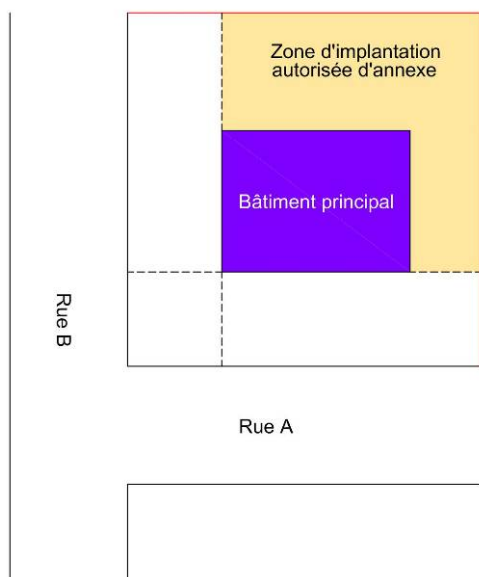 Zone d'implantation
autorisée d'annexe
Bâtiment principal
Rue B
Rue A